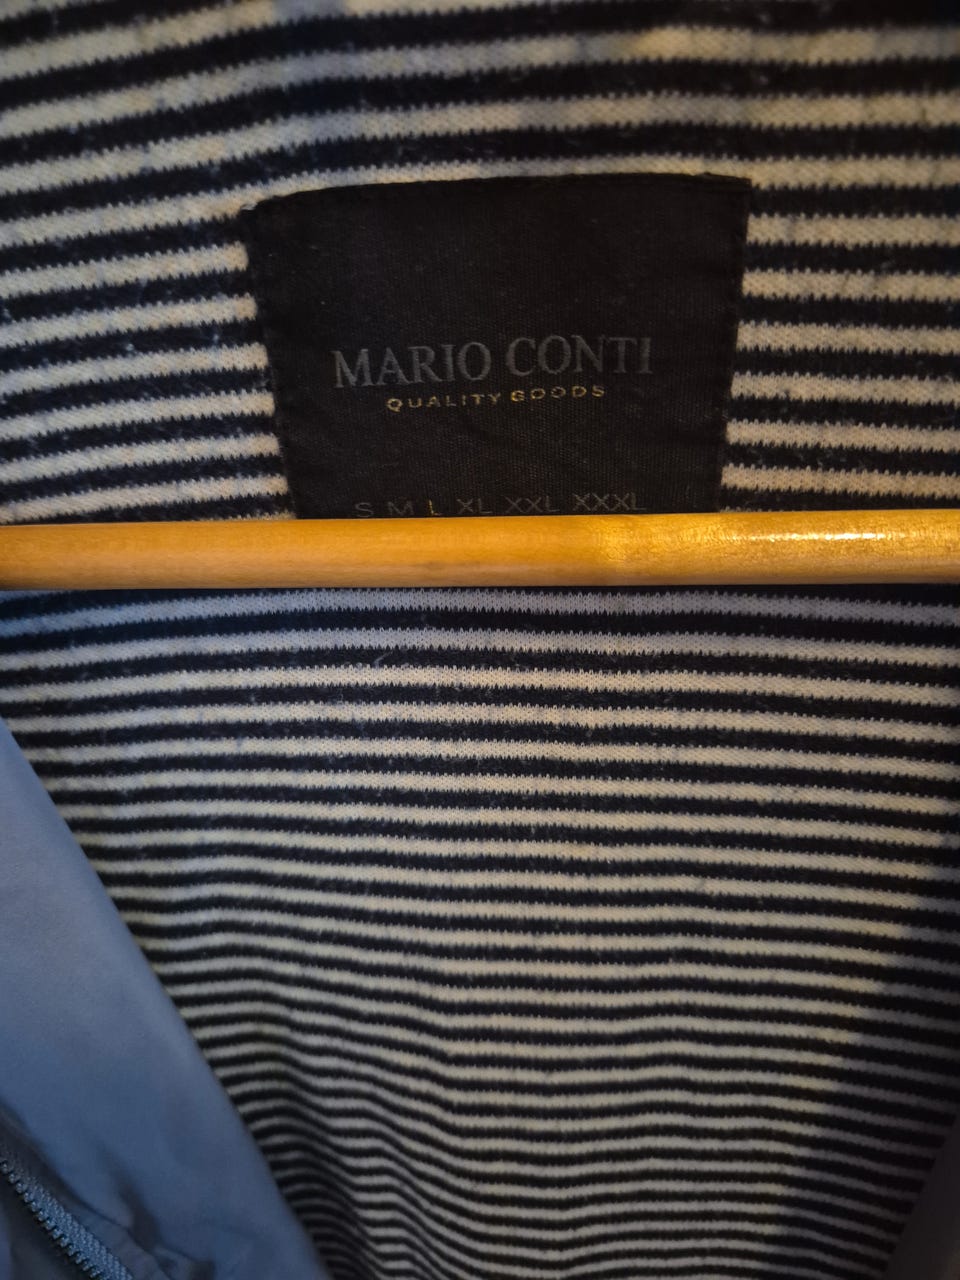 MARIO CONTI
QUALITY GOODS
S M L XL XXL XXXL